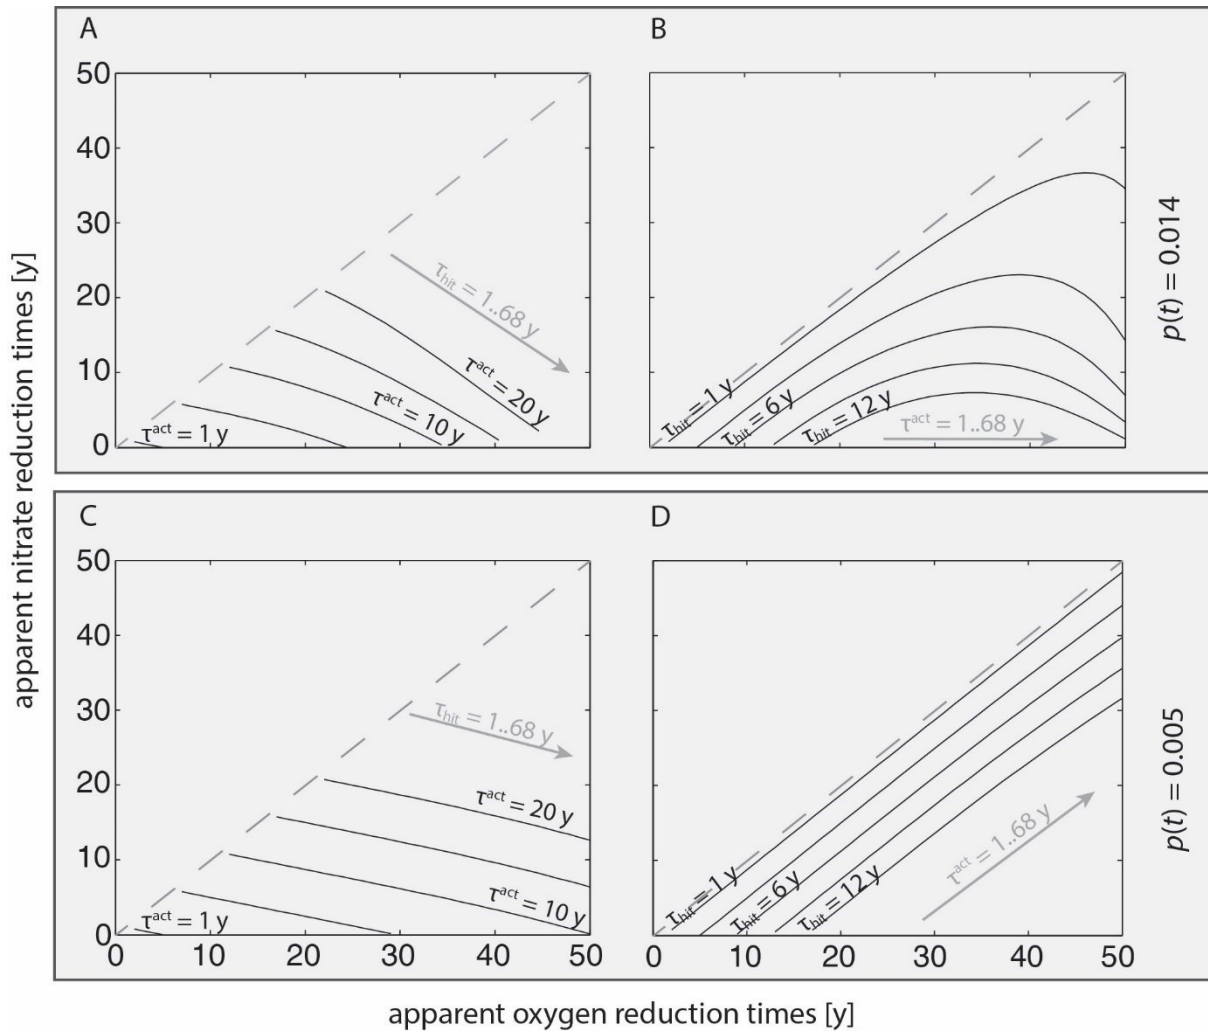 A
B
50
40
30
20
10
0
τhit = 1..68 y
τact = 20 y
τact = 10 y
τact = 1 y
τhit = 1 y
τhit = 6 y
τhit = 12 y
τact = 1..68 y
p(t) = 0.014
apparent nitrate reduction times [y]
C
D
50
40
30
20
10
0
τhit = 1..68 y
τact = 20 y
τact = 10 y
τact = 1 y
0 10 20 30 40 50
τhit = 1 y
τhit = 6 y
τhit = 12 y
τact = 1..68 y
0 10 20 30 40 50
p(t) = 0.005
apparent oxygen reduction times [y]